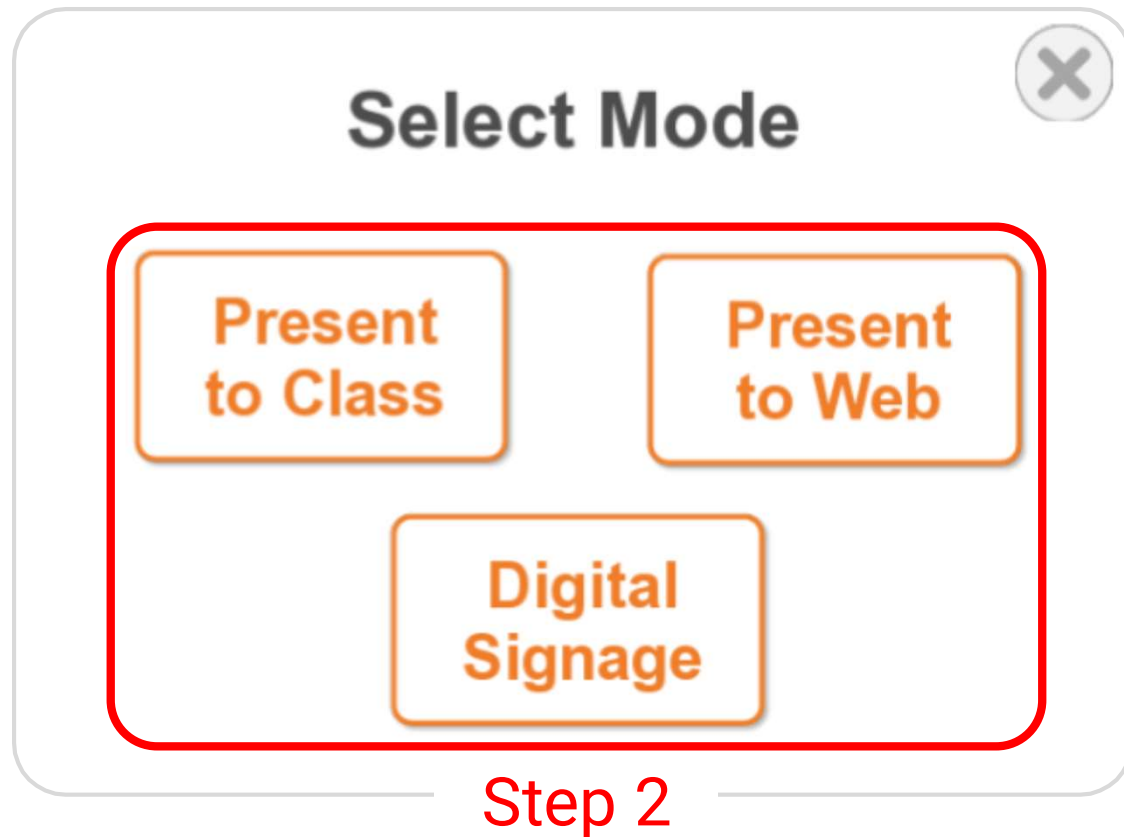 Select Mode
Present
to Class
Present
to Web
Digital
Signage
Step 2